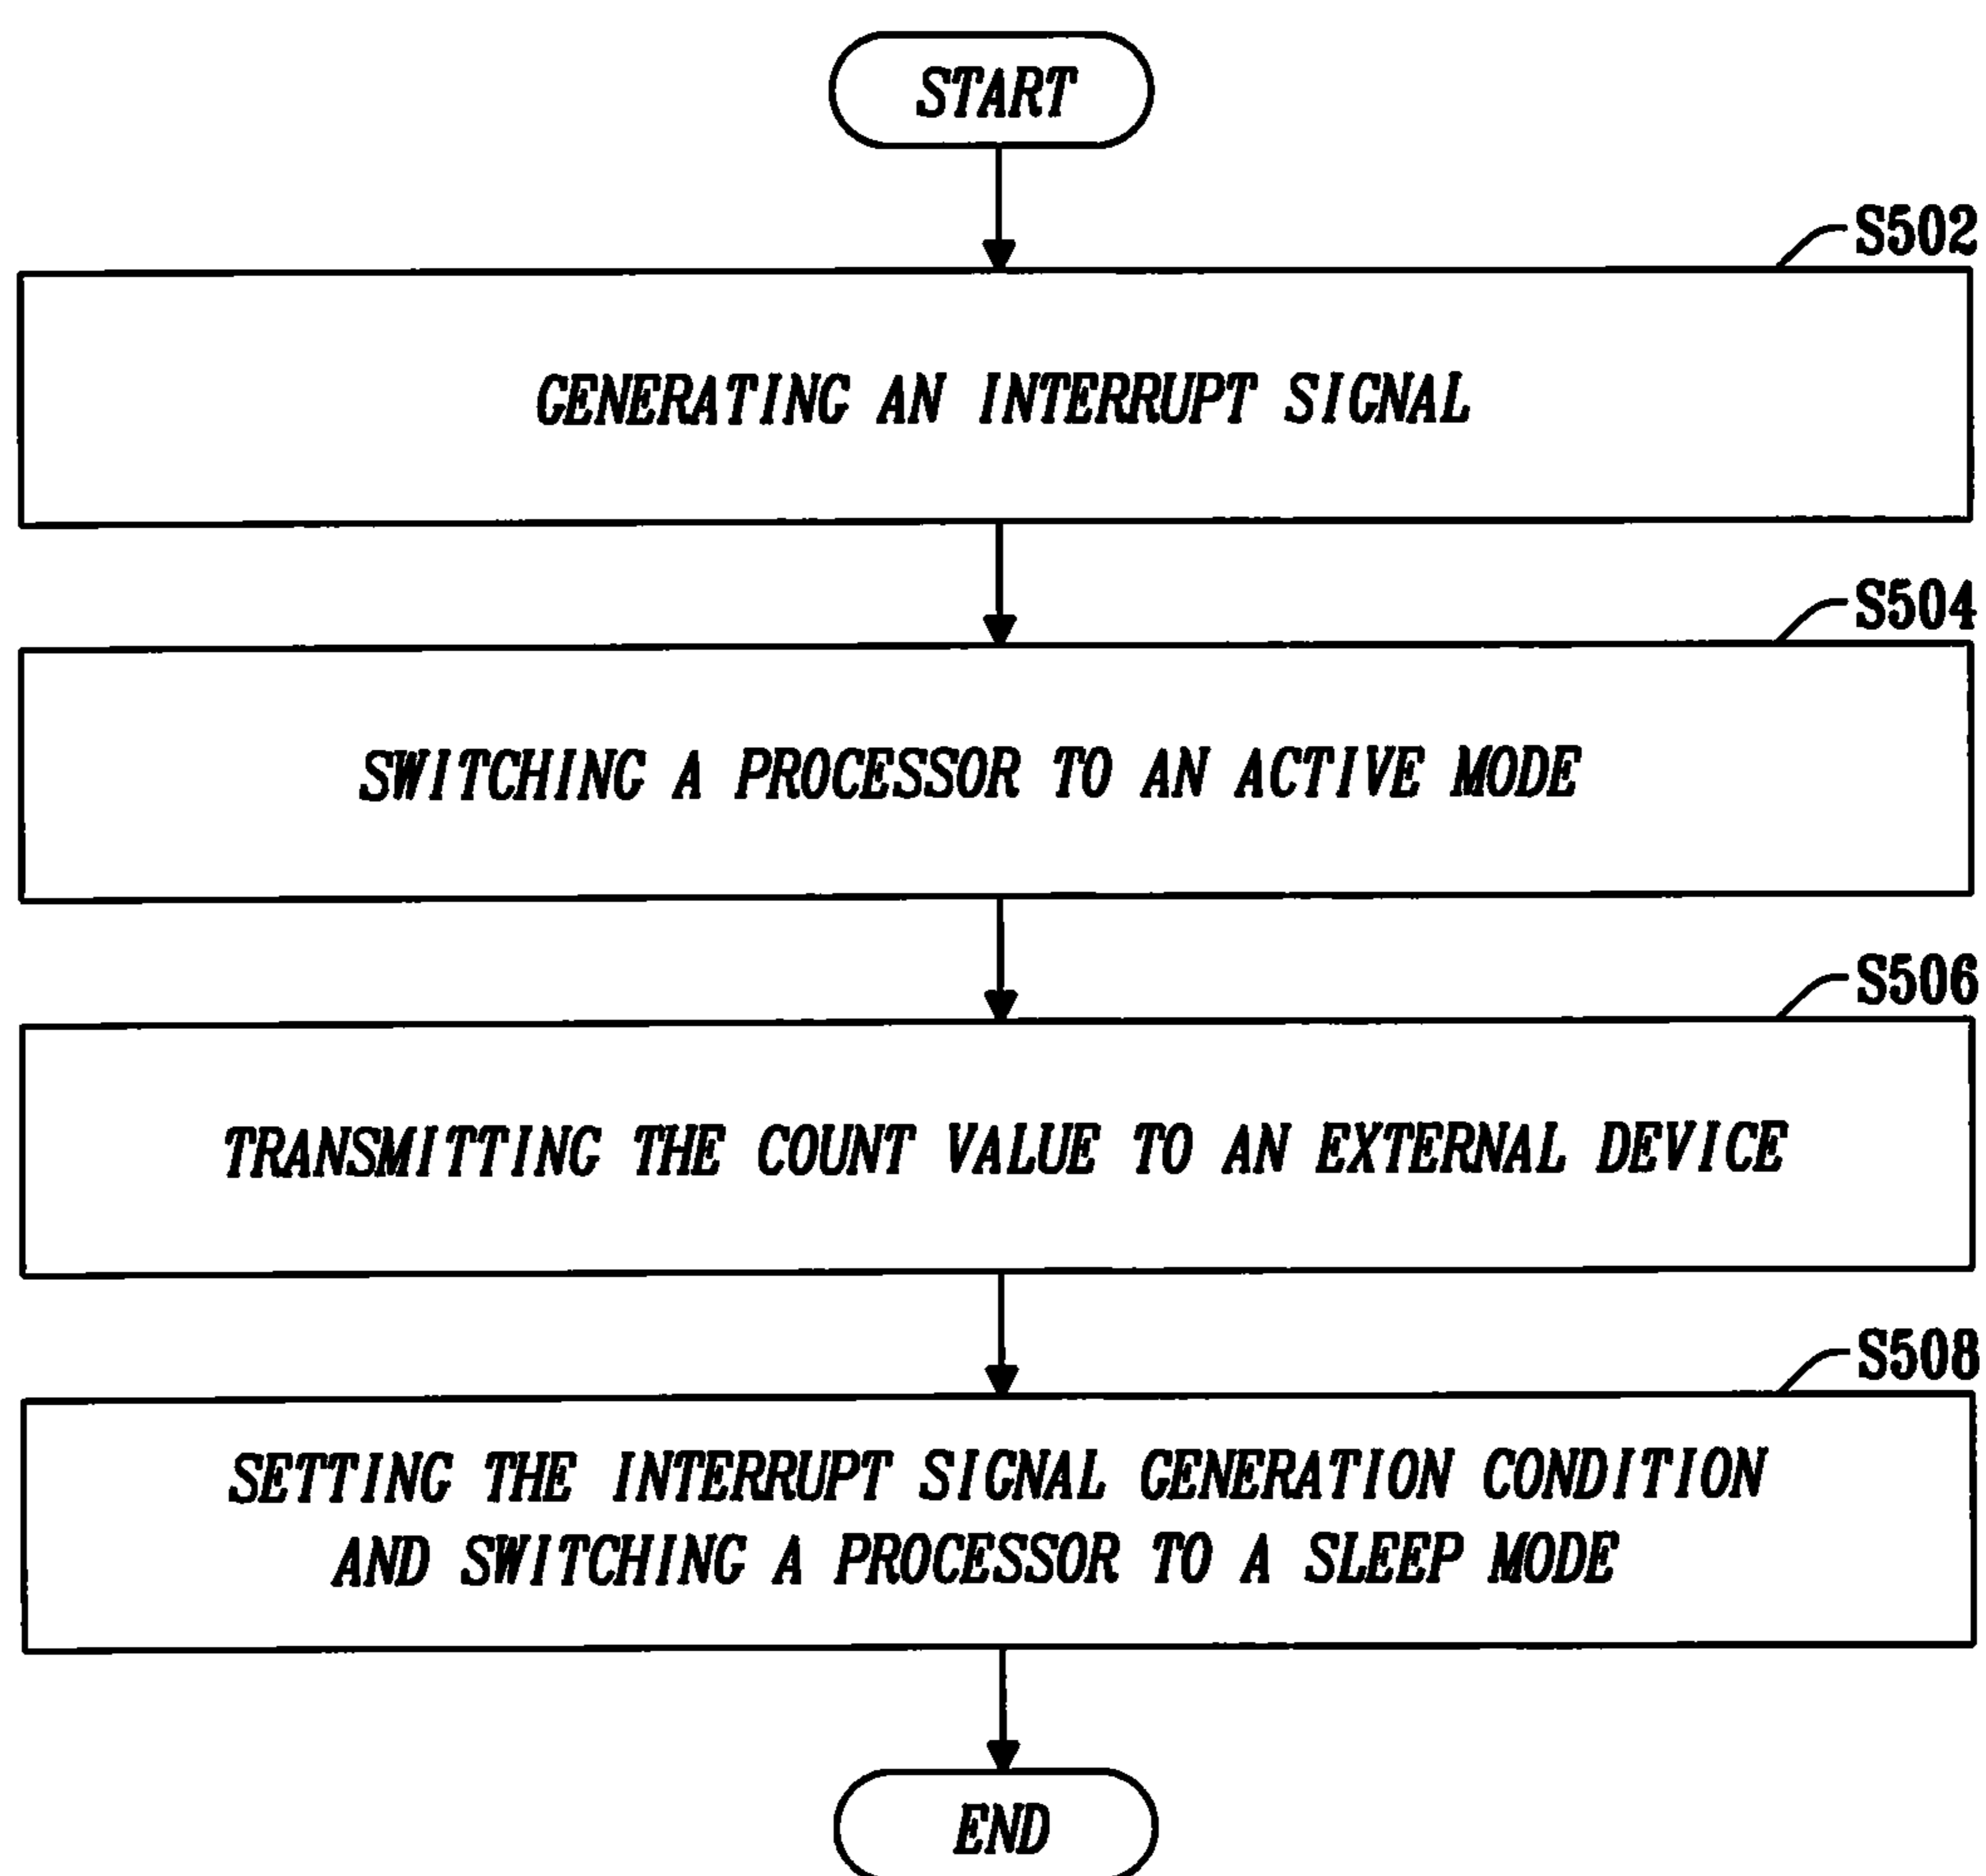 START
S502
GENERATING AN INTERRUPT SIGNAL
S504
SWITCHING A PROCESSOR TO AN ACTIVE MODE
S506
TRANSMITTING THE COUNT VALUE TO AN EXTERNAL DEVICE
S508
SETTING THE INTERRUPT SIGNAL GENERATION CONDITION
AND SWITCHING A PROCESSOR TO A SLEEP MODE
END